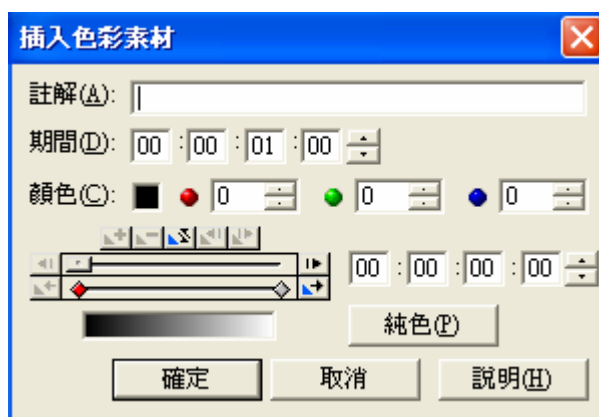 插入色彩素材
註解(A):
期間(D): 00 : 00 : 01 : 00
顏色(C): 0 0 0
00 : 00 : 00 : 00
純色(P)
確定 取消 說明(H)